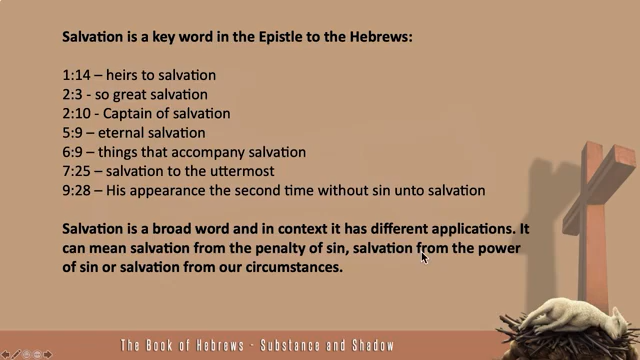 Salvation is a key word in the Epistle to the Hebrews:
1:14 – heirs to salvation
2:3 - so great salvation
2:10 - Captain of salvation
5:9 – eternal salvation
6:9 – things that accompany salvation
7:25 – salvation to the uttermost
9:28 – His appearance the second time without sin unto salvation
Salvation is a broad word and in context it has different applications. It
can mean salvation from the penalty of sin, salvation from the power
of sin or salvation from our circumstances.
The Book of Hebrews - Substance and Shadow